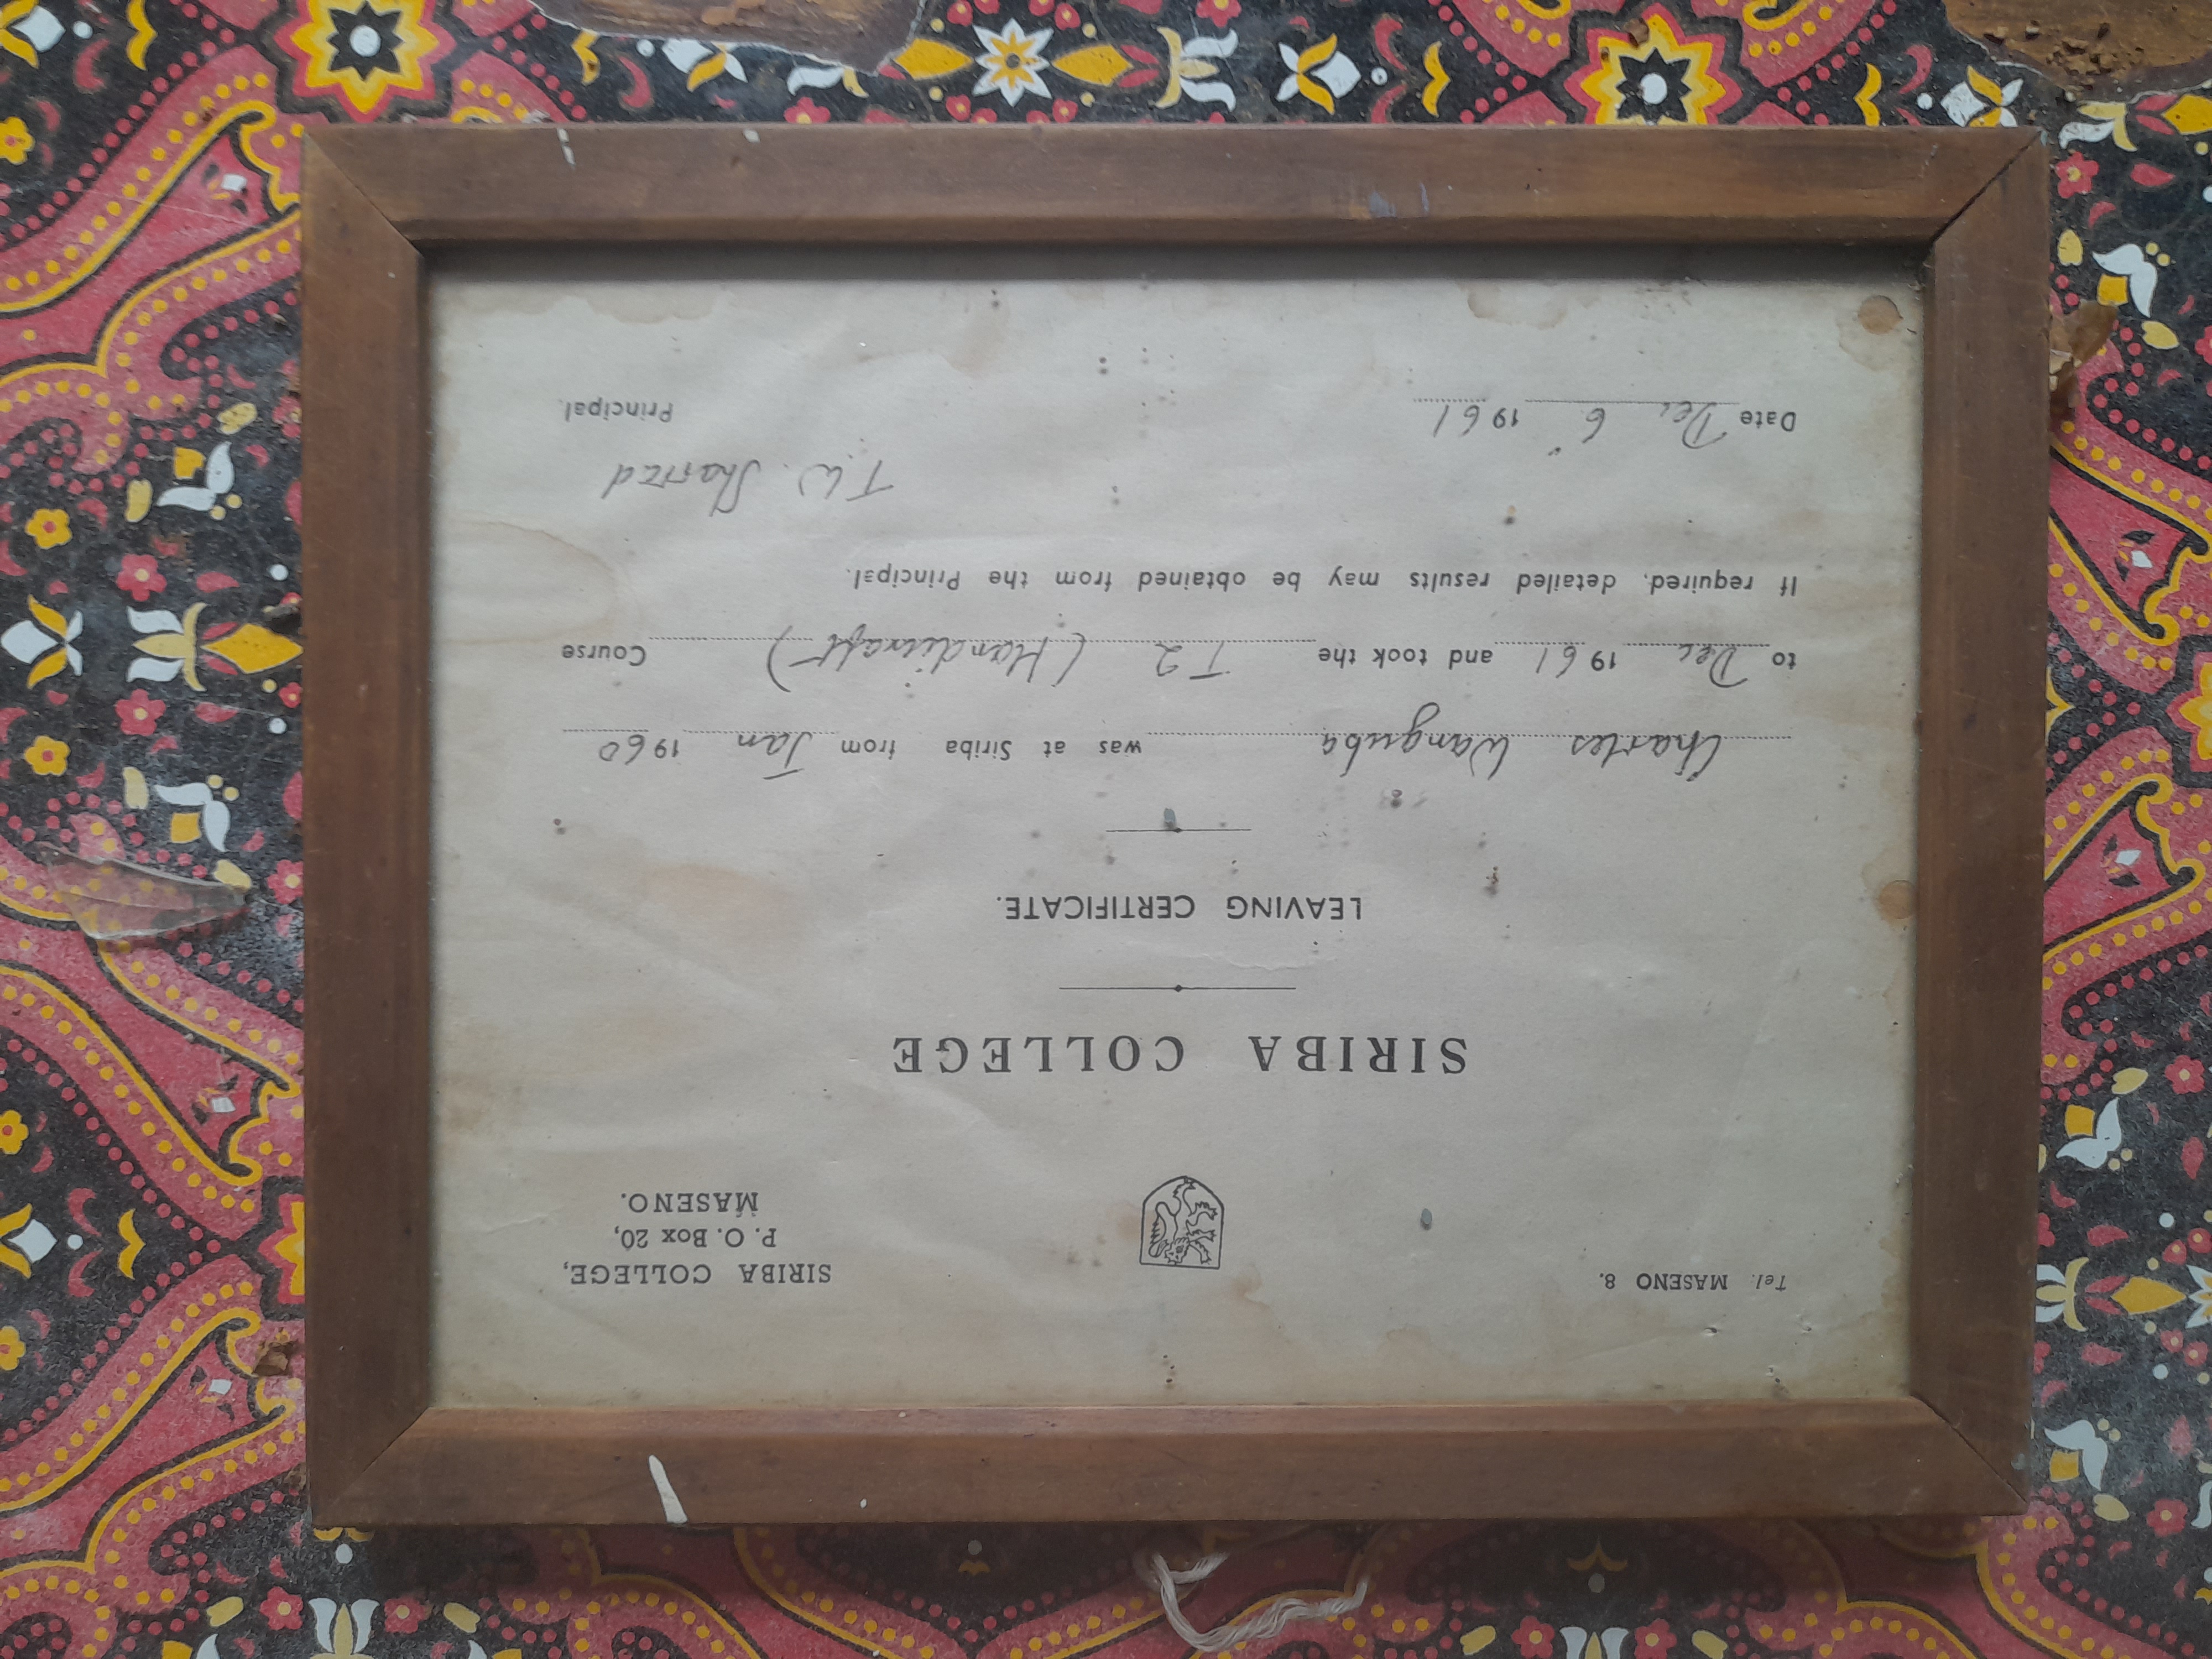 Tel. MASENO 8.
SIRIBA COLLEGE,
P. O. Box 20,
MASENO.
SIRIBA COLLEGE
LEAVING CERTIFICATE.
Charles Wanguba was at Siriba from Jan 1960
to Dec 1961 and took the T2 (Handicraft) Course
If required, detailed results may be obtained from the Principal.
T.W. Sharrad
Date Dec 6 1961 Principal.